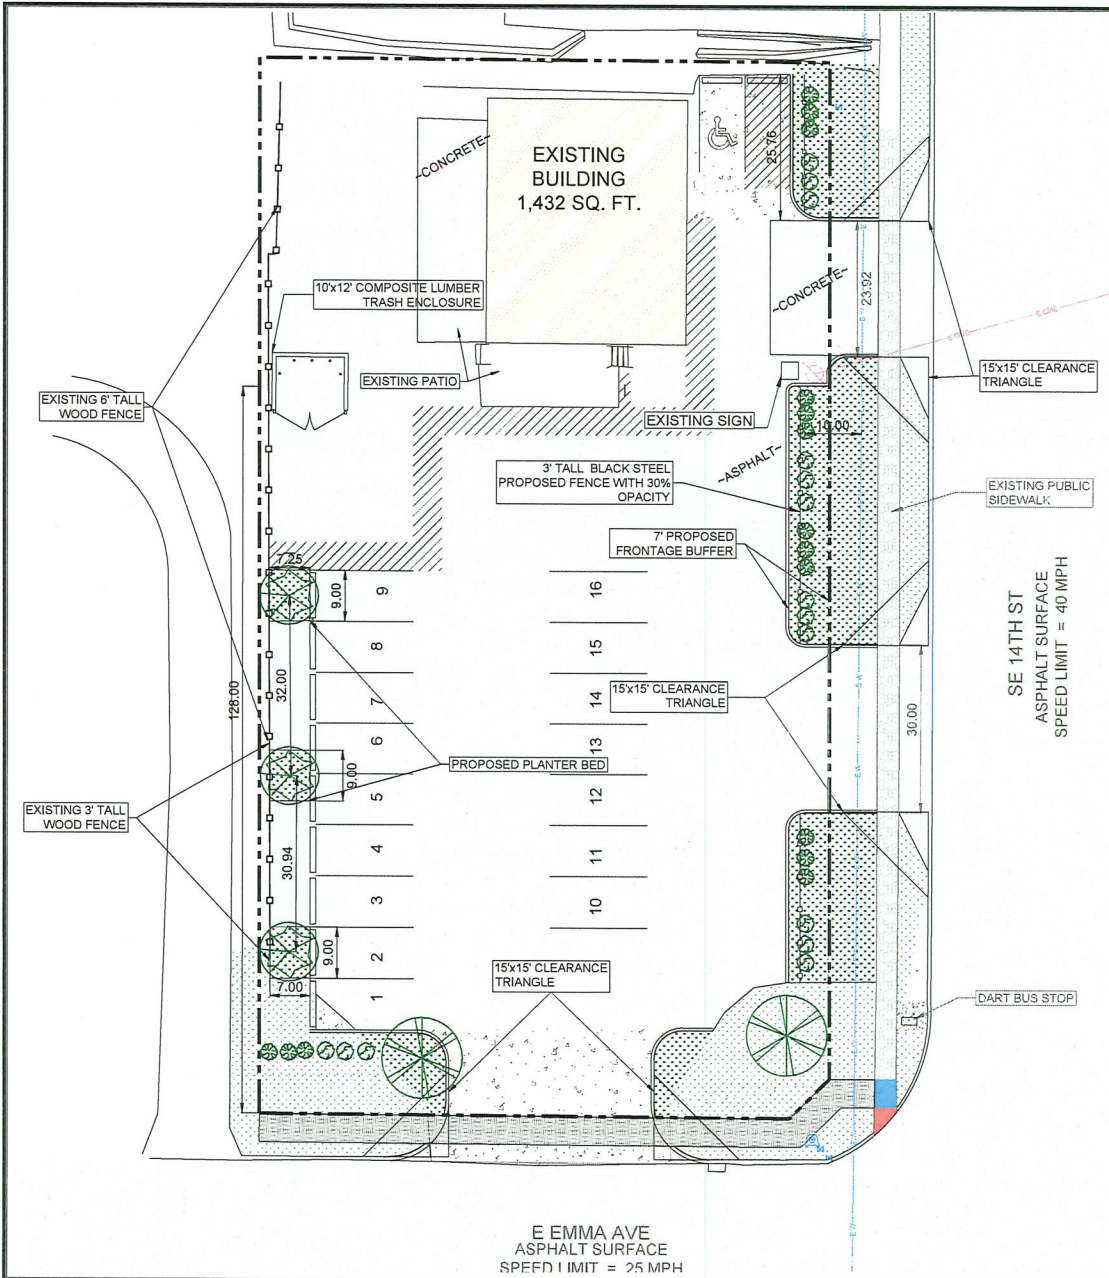 EXISTING
BUILDING
1,432 SQ. FT.
~CONCRETE~
25.76
10'x12' COMPOSITE LUMBER
TRASH ENCLOSURE
~CONCRETE~
23.92
E OHE
EXISTING PATIO
15'x15' CLEARANCE
TRIANGLE
EXISTING 6' TALL
WOOD FENCE
EXISTING SIGN
10.00
~ASPHALT~
3' TALL BLACK STEEL
PROPOSED FENCE WITH 30%
OPACITY
EXISTING PUBLIC
SIDEWALK
7' PROPOSED
FRONTAGE BUFFER
7.25
9.00
9
16
8
15
SE 14TH ST
ASPHALT SURFACE
SPEED LIMIT = 40 MPH
128.00
32.00
7
14
15'x15' CLEARANCE
TRIANGLE
30.00
6
13
PROPOSED PLANTER BED
9.00
5
12
EXISTING 3' TALL
WOOD FENCE
30.94
4
11
3
10
9.00
2
15'x15' CLEARANCE
TRIANGLE
7.00
1
DART BUS STOP
E W
E W
E W
E EMMA AVE
ASPHALT SURFACE
SPEED LIMIT = 25 MPH